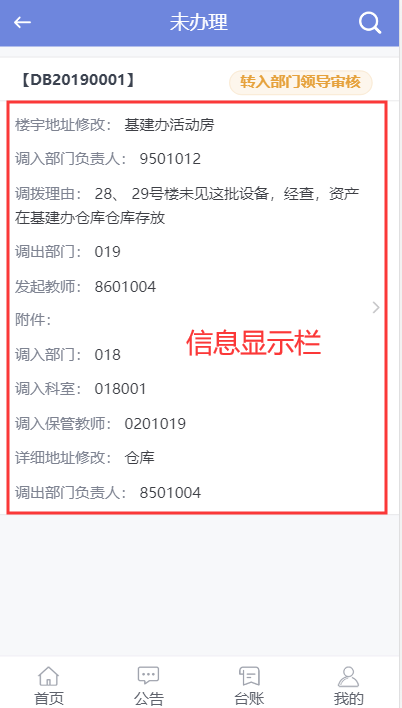 未办理
【DB20190001】
转入部门领导审核
楼宇地址修改： 基建办活动房
调入部门负责人： 9501012
调拨理由： 28、 29号楼未见这批设备，经查，资产
在基建办仓库仓库存放
调出部门： 019
发起教师： 8601004
附件：
信息显示栏
调入部门： 018
调入科室： 018001
调入保管教师： 0201019
详细地址修改： 仓库
调出部门负责人： 8501004
首页
公告
台账
我的